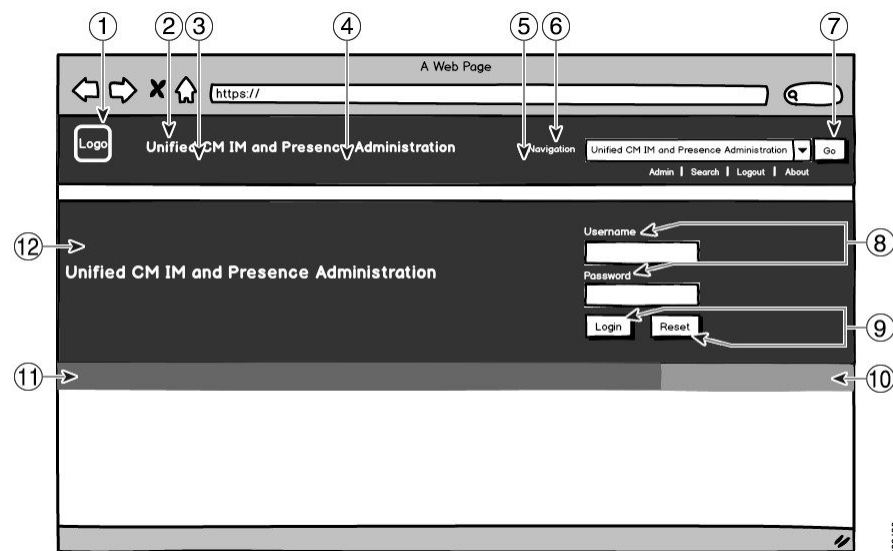 1 2 3 4 5 6 7
A Web Page
https://
Logo
Unified CM IM and Presence Administration
Navigation
Unified CM IM and Presence Administration
Go
Admin | Search | Logout | About
12
Username
8
Unified CM IM and Presence Administration
Password
Login
Reset
9
11
10